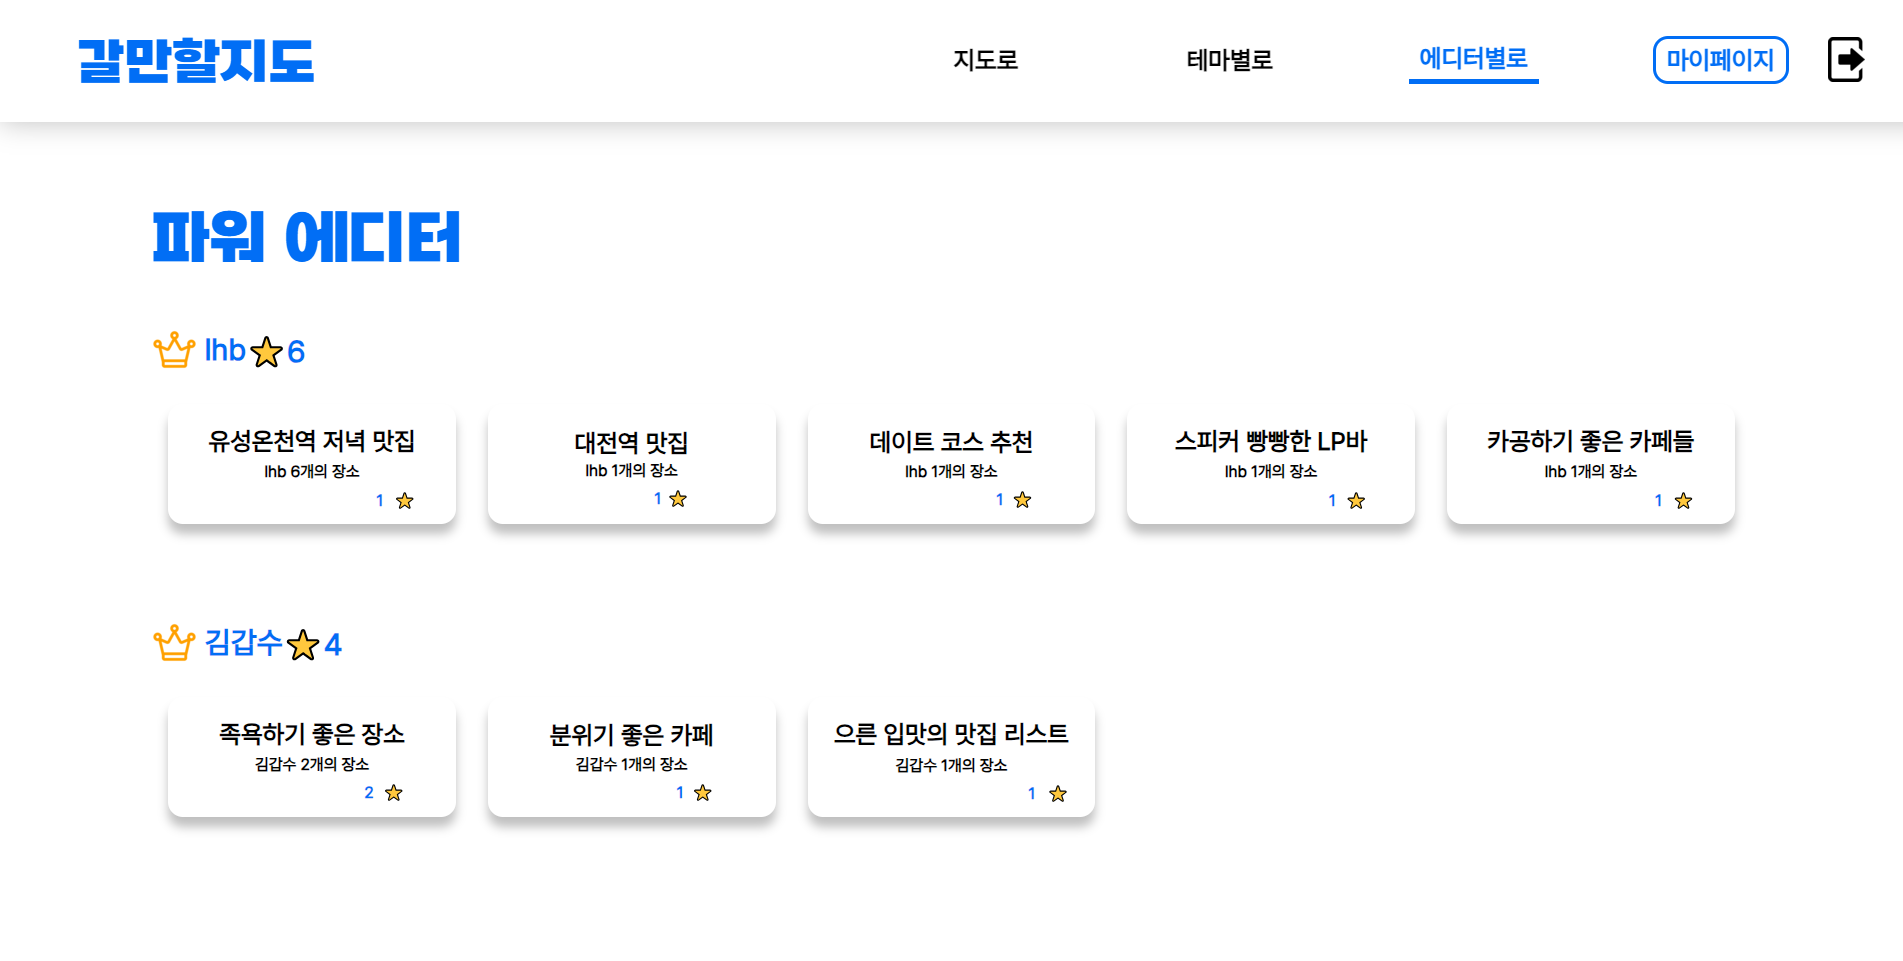 갈만할지도
지도로
테마별로
에디터별로
마이페이지
파워 에디터
lhb 6
유성온천역 저녁 맛집
lhb 6개의 장소
1
대전역 맛집
lhb 1개의 장소
1
데이트 코스 추천
lhb 1개의 장소
1
스피커 빵빵한 LP바
lhb 1개의 장소
1
카공하기 좋은 카페들
lhb 1개의 장소
1
김갑수 4
족욕하기 좋은 장소
김갑수 2개의 장소
2
분위기 좋은 카페
김갑수 1개의 장소
1
으른 입맛의 맛집 리스트
김갑수 1개의 장소
1